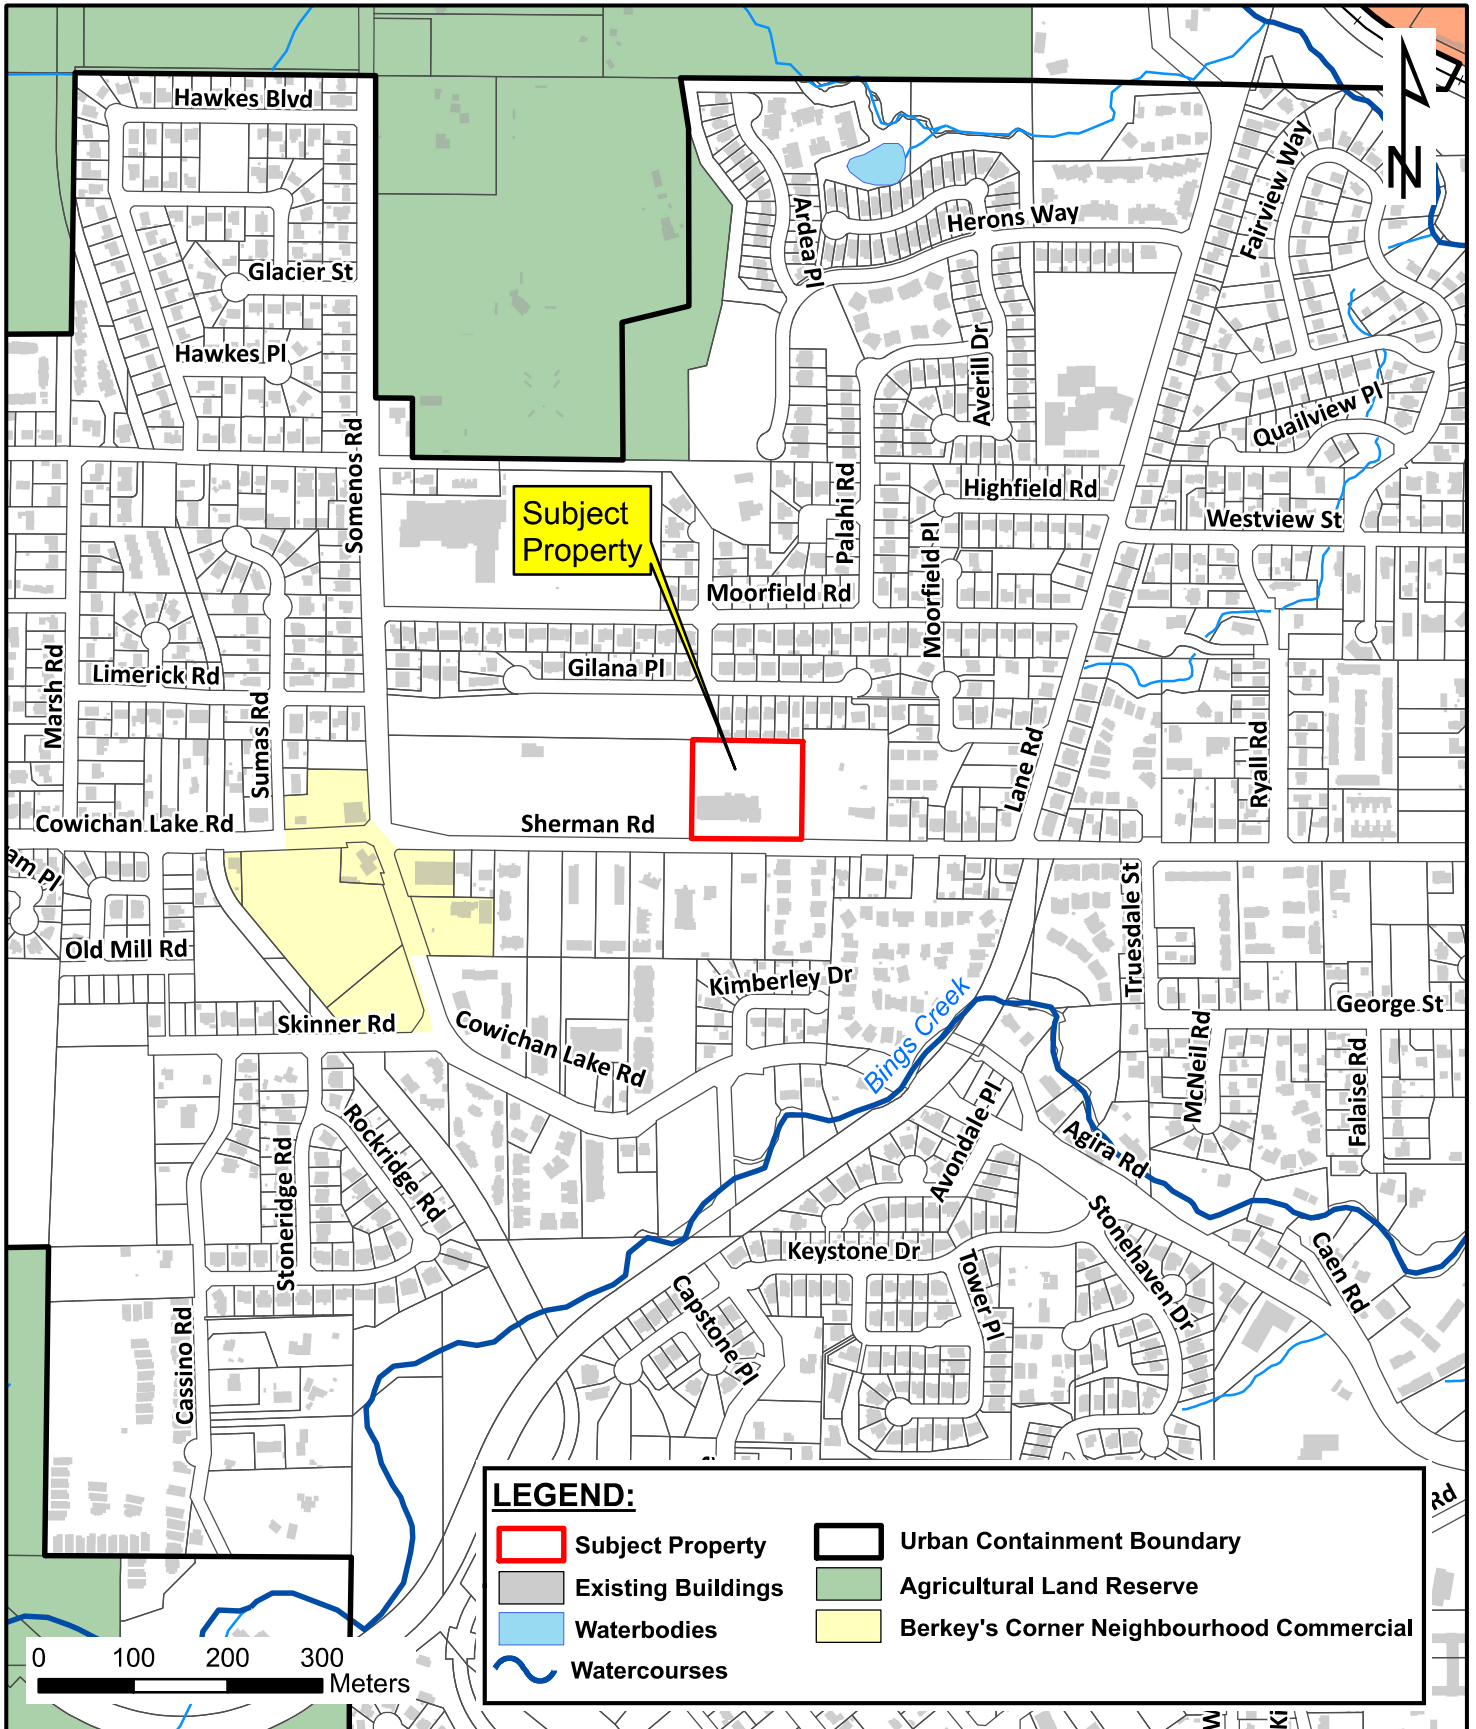 Hawkes Blvd
Glacier St
Hawkes Pl
Somenos Rd
Ardea Pl
Herons Way
Fairview Way
N
Averill Dr
Quailview Pl
Palahi Rd
Highfield Rd
Westview St
Subject
Property
Moorfield Rd
Moorfield Pl
Gilana Pl
Limerick Rd
Marsh Rd
Sumas Rd
Lane Rd
Ryall Rd
Cowichan Lake Rd
Sherman Rd
am Pl
Old Mill Rd
Truesdale St
Kimberley Dr
Bings Creek
George St
Skinner Rd
Cowichan Lake Rd
McNeil Rd
Falaise Rd
Rockridge Rd
Stoneridge Rd
Avondale Pl
Agira Rd
Keystone Dr
Tower Pl
Stonehaven Dr
Caen Rd
Capstone Pl
Cassino Rd
Rd
LEGEND:
Subject Property
Existing Buildings
Waterbodies
Watercourses
Urban Containment Boundary
Agricultural Land Reserve
Berkey's Corner Neighbourhood Commercial
0 100 200 300
Meters
W
Ki